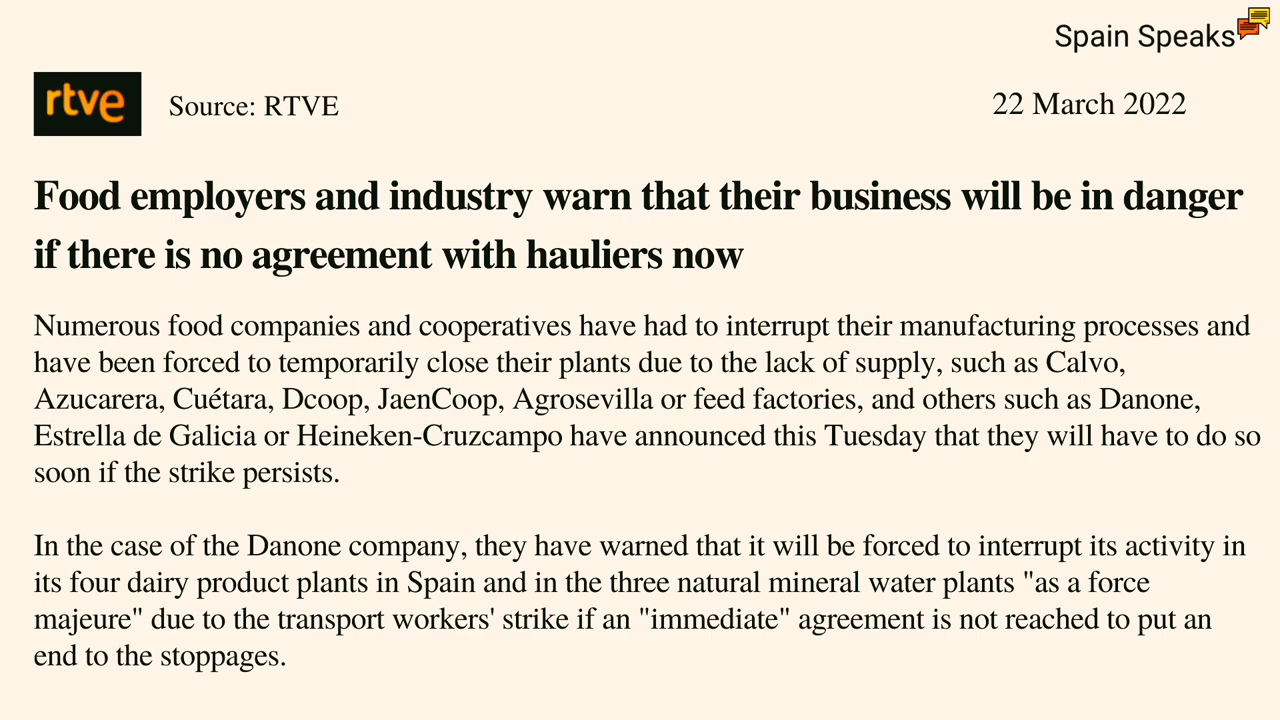 Spain Speaks
rtve
Source: RTVE
22 March 2022
Food employers and industry warn that their business will be in danger
if there is no agreement with hauliers now
Numerous food companies and cooperatives have had to interrupt their manufacturing processes and
have been forced to temporarily close their plants due to the lack of supply, such as Calvo,
Azucarera, Cuétara, Dcoop, JaenCoop, Agrosevilla or feed factories, and others such as Danone,
Estrella de Galicia or Heineken-Cruzcampo have announced this Tuesday that they will have to do so
soon if the strike persists.
In the case of the Danone company, they have warned that it will be forced to interrupt its activity in
its four dairy product plants in Spain and in the three natural mineral water plants "as a force
majeure" due to the transport workers' strike if an "immediate" agreement is not reached to put an
end to the stoppages.